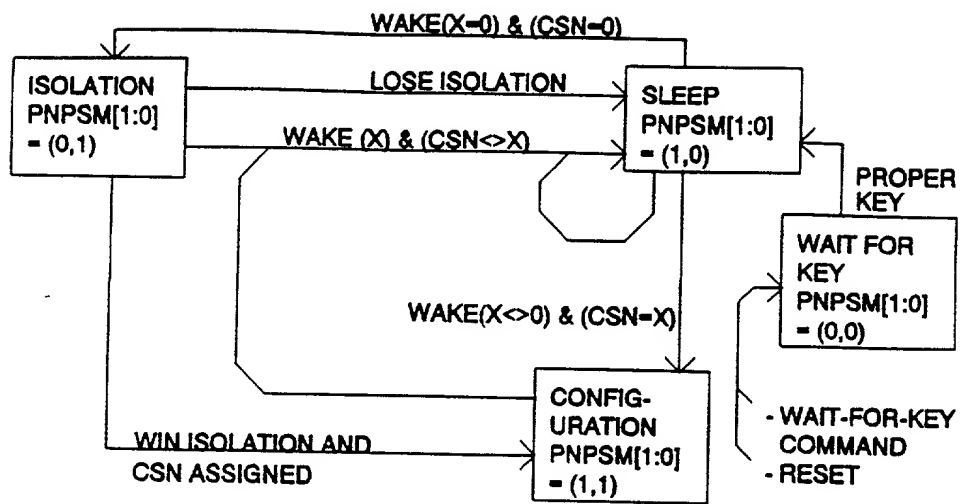 WAKE(X=0) & (CSN=0)
ISOLATION
PNPSM[1:0]
= (0,1)
LOSE ISOLATION
WAKE (X) & (CSN<>X)
SLEEP
PNPSM[1:0]
= (1,0)
PROPER
KEY
WAIT FOR
KEY
PNPSM[1:0]
= (0,0)
WAKE(X<>0) & (CSN=X)
CONFIG-
URATION
PNPSM[1:0]
= (1,1)
WIN ISOLATION AND
CSN ASSIGNED
- WAIT-FOR-KEY
COMMAND
- RESET